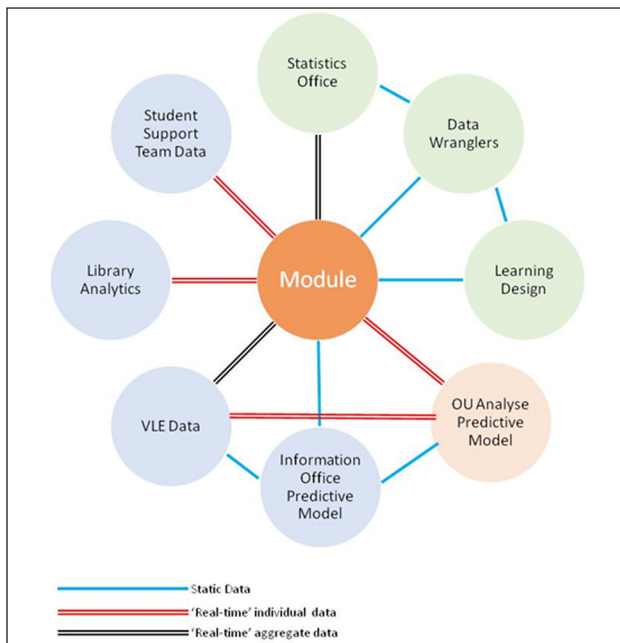 Statistics
Office
Data
Wranglers
Student
Support
Team Data
Library
Analytics
Module
Learning
Design
VLE Data
Information
Office
Predictive
Model
OU Analyse
Predictive
Model
Static Data
‘Real-time’ individual data
‘Real-time’ aggregate data